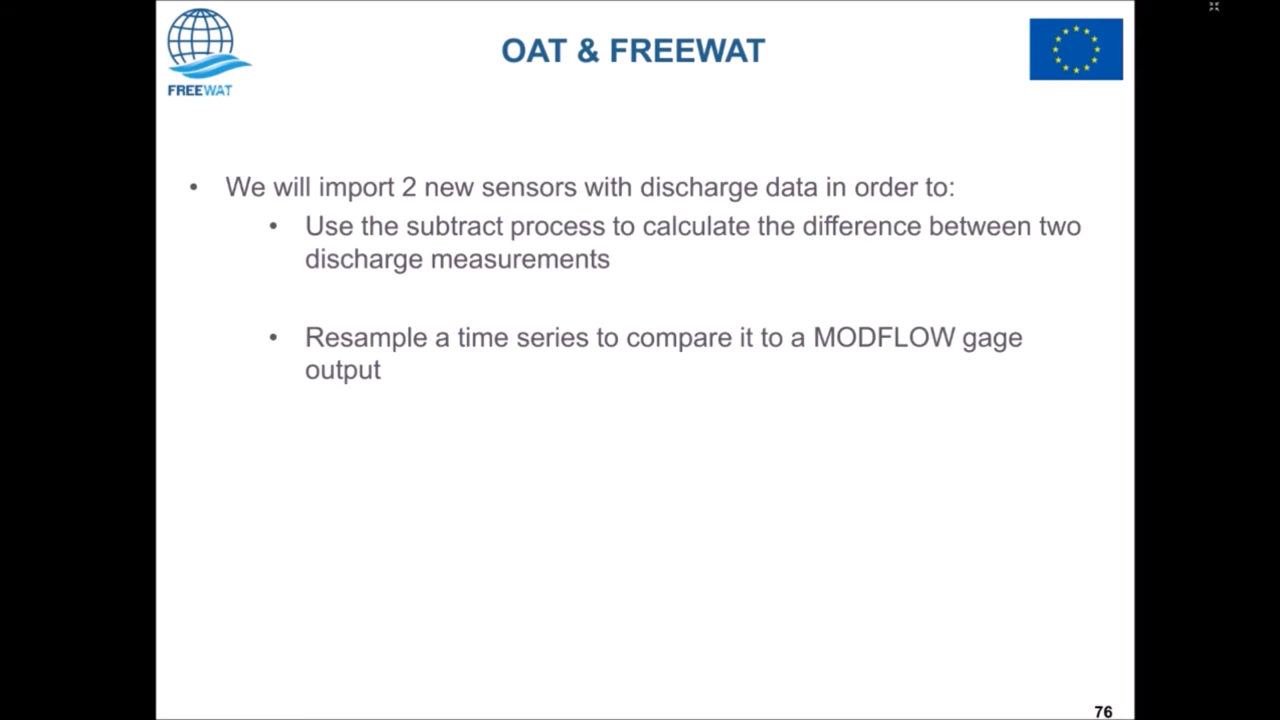 OAT & FREEWAT
FREEWAT
• We will import 2 new sensors with discharge data in order to:
• Use the subtract process to calculate the difference between two
discharge measurements
• Resample a time series to compare it to a MODFLOW gage
output
76